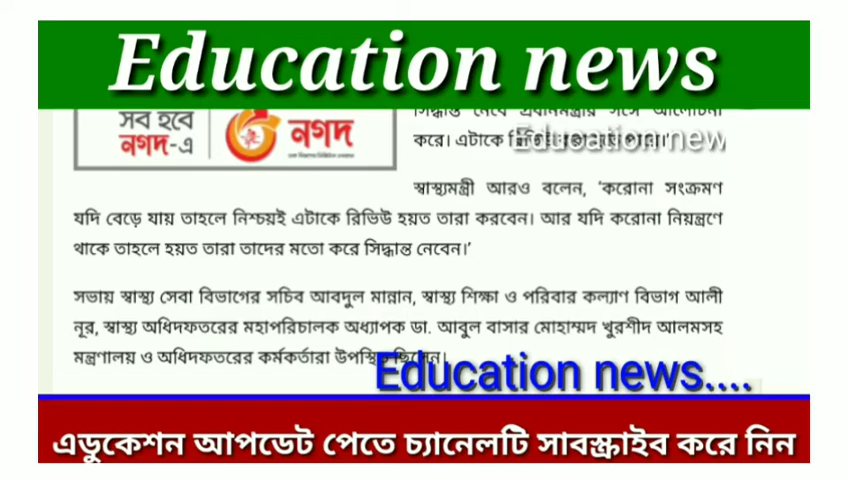 Education news
সব হবে
নগদ-এ
নগদ
সিদ্ধান্ত নেবে প্রধানমন্ত্রীর সঙ্গে আলোচনা
করে। এটাকে
Education new
স্বাস্থ্যমন্ত্রী আরও বলেন, ‘করোনা সংক্রমণ
যদি বেড়ে যায় তাহলে নিশ্চয়ই এটাকে রিভিউ হয়ত তারা করবেন। আর যদি করোনা নিয়ন্ত্রণে
থাকে তাহলে হয়ত তারা তাদের মতো করে সিদ্ধান্ত নেবেন।’
সভায় স্বাস্থ্য সেবা বিভাগের সচিব আবদুল মান্নান, স্বাস্থ্য শিক্ষা ও পরিবার কল্যাণ বিভাগ আলী
নূর, স্বাস্থ্য অধিদফতরের মহাপরিচালক অধ্যাপক ডা. আবুল বাসার মোহাম্মদ খুরশীদ আলমসহ
মন্ত্রণালয় ও অধিদফতরের কর্মকর্তারা উপস্থিত ছিলেন।
Education news....
এডুকেশন আপডেট পেতে চ্যানেলটি সাবস্ক্রাইব করে নিন